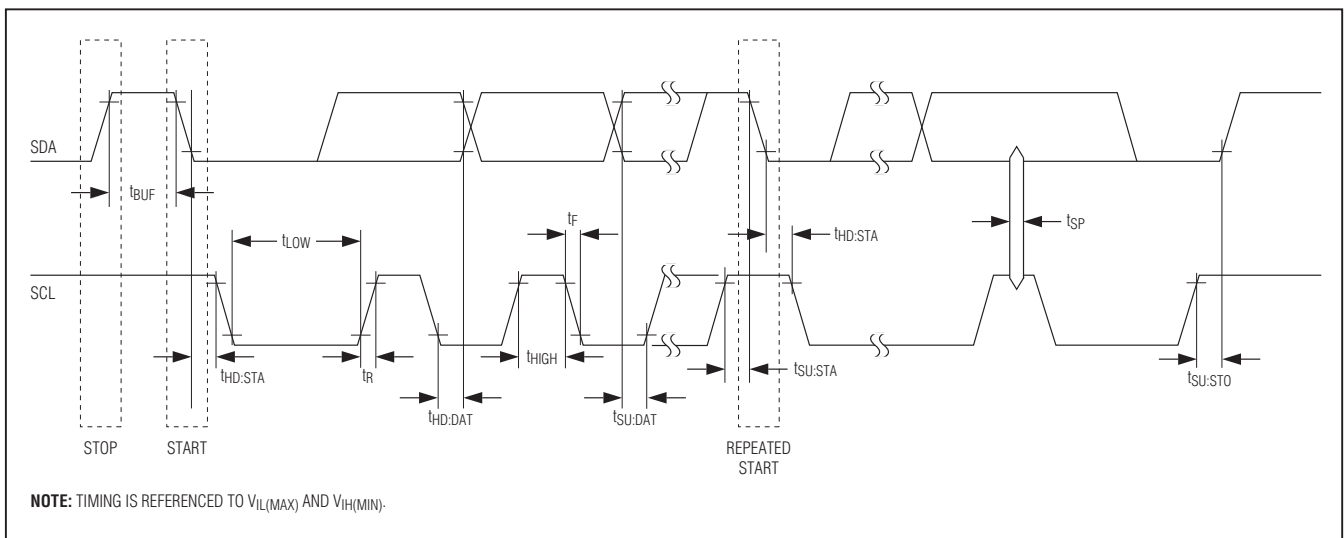 SDA
tBUF
tLOW
tF
tHD:STA
tSP
SCL
tHD:STA
tR
tHIGH
tHD:DAT
tSU:DAT
tSU:STA
tSU:STO
STOP
START
REPEATED
START
NOTE: TIMING IS REFERENCED TO VIL(MAX) AND VIH(MIN).